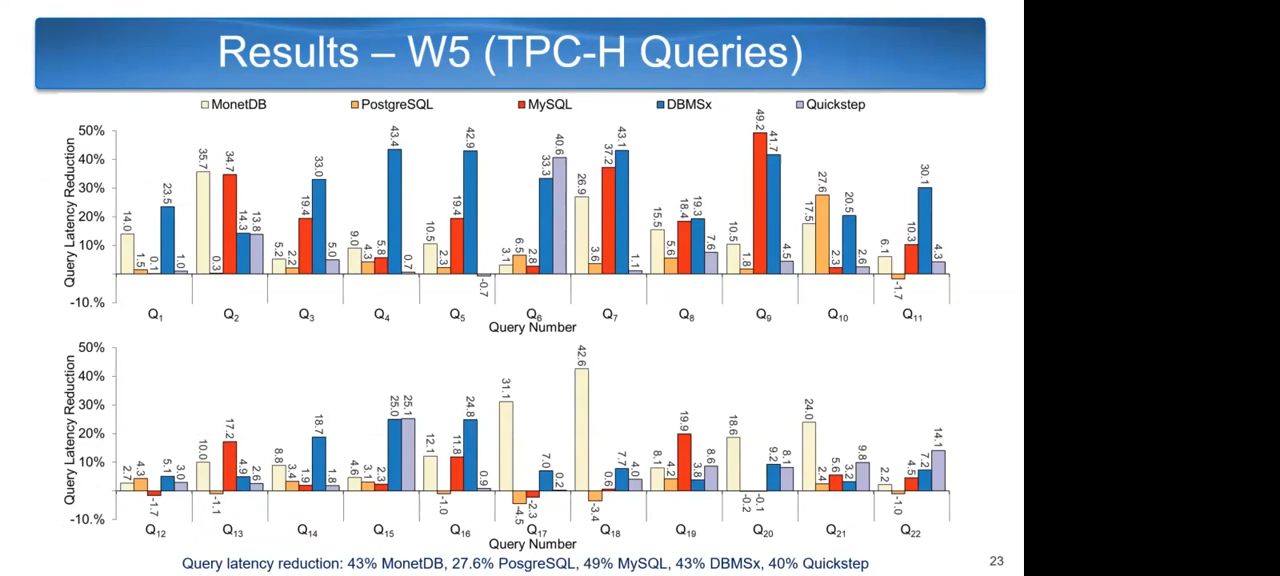 Results – W5 (TPC-H Queries)
MonetDB PostgreSQL MySQL DBMSx Quickstep
Query Latency Reduction
50%
40%
30%
20%
10%
-10.%
14.0 1.5 0.1 23.5 1.0
35.7 0.3 34.7 14.3 13.8
5.2 2.2 19.4 33.0 5.0
9.0 4.3 5.8 43.4 0.7
10.5 2.3 19.4 42.9 -0.7
3.1 6.5 2.8 33.3 40.6
26.9 3.6 37.2 43.1 1.1
15.5 5.6 18.4 19.3 7.6
10.5 1.8 49.2 41.7 4.5
17.5 27.6 2.3 20.5 2.6
6.1 -1.7 10.3 30.1 4.3
Q1 Q2 Q3 Q4 Q5 Q6 Q7 Q8 Q9 Q10 Q11
Query Number
Query Latency Reduction
50%
40%
30%
20%
10%
-10.%
2.7 4.3 -1.7 5.1 3.0
10.0 -1.1 17.2 4.9 2.6
8.8 3.4 1.9 18.7 1.8
4.6 3.1 2.3 25.0 25.1
12.1 -1.0 11.8 24.8 0.9
31.1 -4.5 -2.3 7.0 0.2
42.6 -3.4 0.6 7.7 4.0
8.1 4.2 19.9 3.8 8.6
18.6 -0.2 -0.1 9.2 8.1
24.0 2.4 5.6 3.2 9.8
2.2 -1.0 4.5 7.2 14.1
Q12 Q13 Q14 Q15 Q16 Q17 Q18 Q19 Q20 Q21 Q22
Query Number
Query latency reduction: 43% MonetDB, 27.6% PosgreSQL, 49% MySQL, 43% DBMSx, 40% Quickstep
23